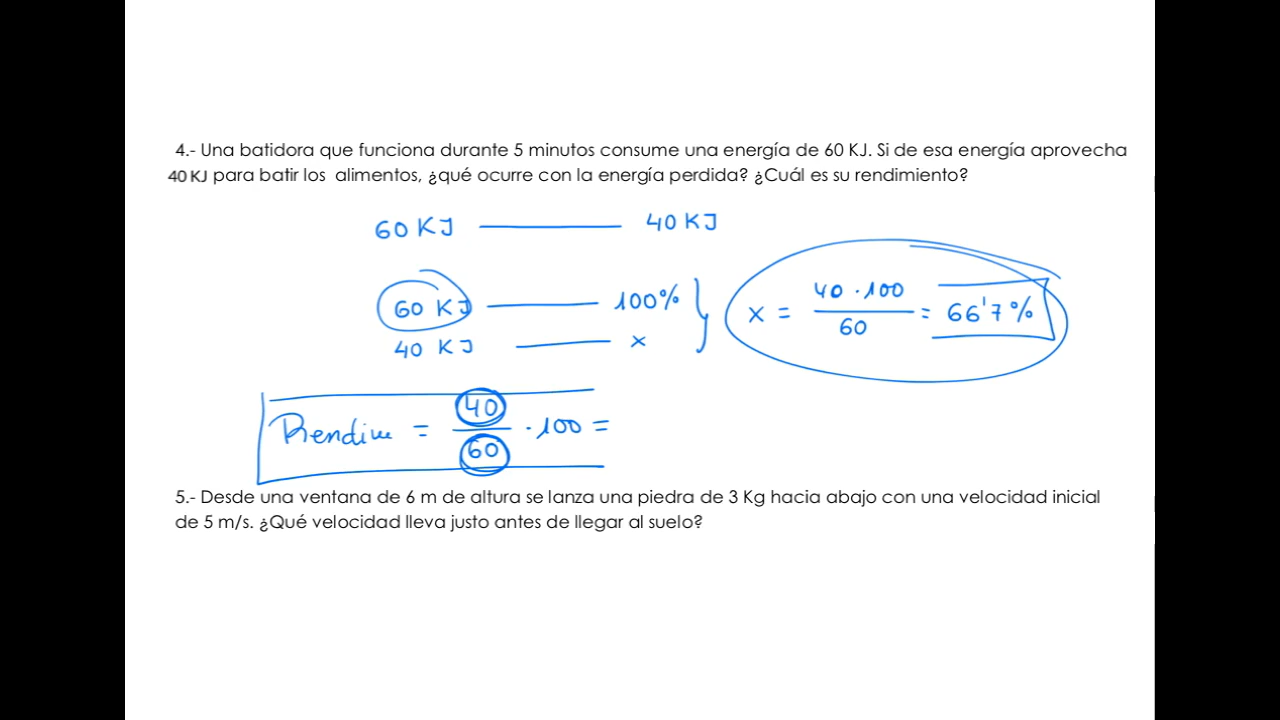 4.- Una batidora que funciona durante 5 minutos consume una energía de 60 KJ. Si de esa energía aprovecha
40 KJ para batir los alimentos, ¿qué ocurre con la energía perdida? ¿Cuál es su rendimiento?
60 KJ —— 40 KJ
60 KJ —— 100%
40 KJ —— x
x = 40 · 100 / 60 = 66'7%
Rendim = 40 / 60 · 100 =
5.- Desde una ventana de 6 m de altura se lanza una piedra de 3 Kg hacia abajo con una velocidad inicial
de 5 m/s. ¿Qué velocidad lleva justo antes de llegar al suelo?